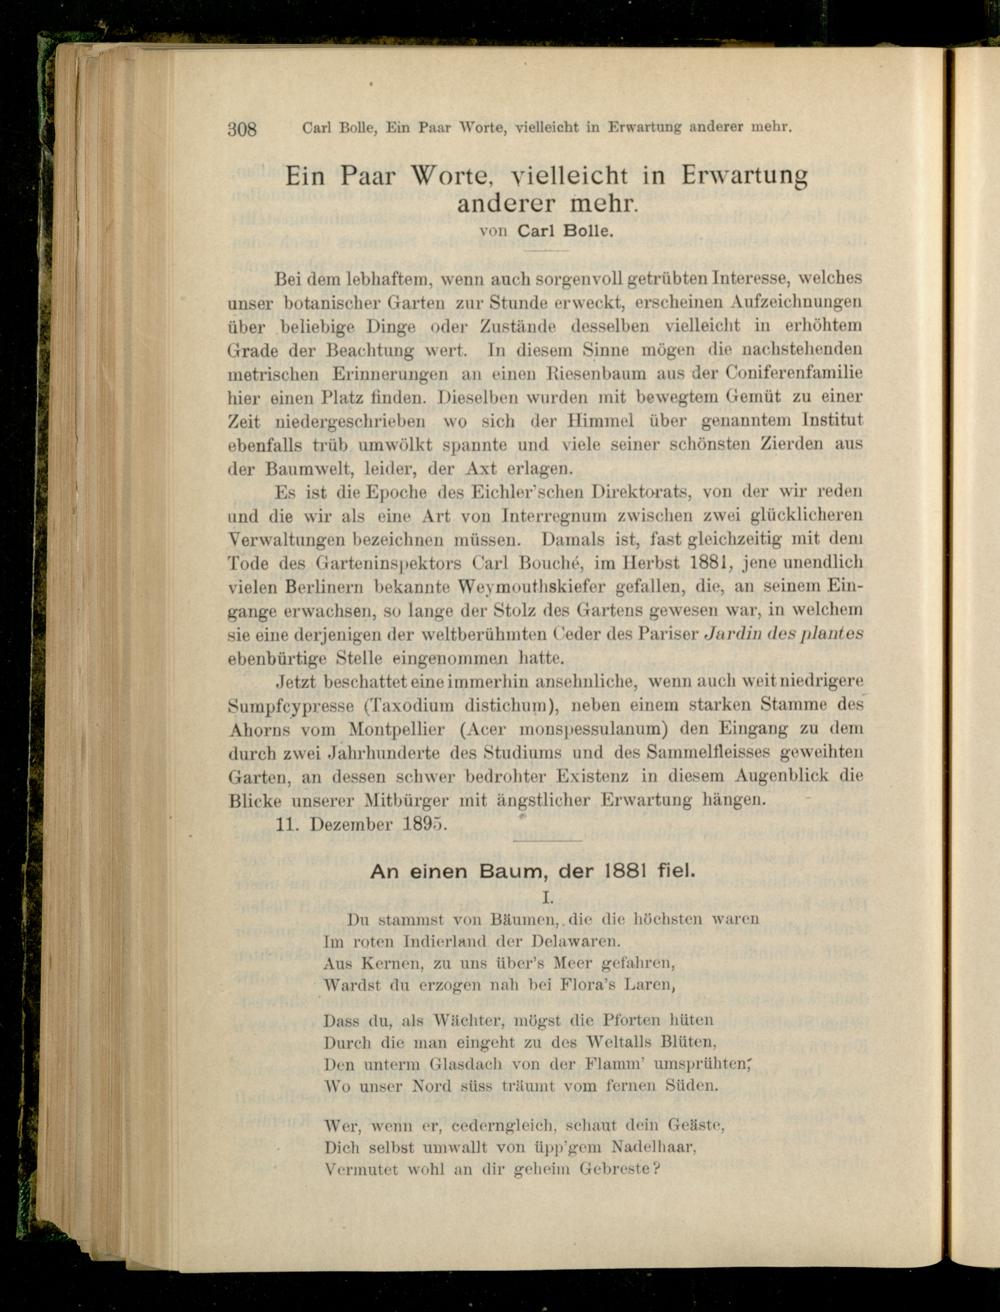 308 Carl Bolle, Ein Paar Worte, vielleicht in Erwartung anderer mehr.
Ein Paar Worte, vielleicht in Erwartung
anderer mehr.
von Carl Bolle.
Bei dem lebhaftem, wenn auch sorgenvoll getrübten Interesse, welches
unser botanischer Garten zur Stunde erweckt, erscheinen Aufzeichnungen
über beliebige Dinge oder Zustände desselben vielleicht in erhöhtem
Grade der Beachtung wert. In diesem Sinne mögen die nachstehenden
metrischen Erinnerungen an einen Riesenbaum aus der Coniferenfamilie
hier einen Platz finden. Dieselben wurden mit bewegtem Gemüt zu einer
Zeit niedergeschrieben wo sich der Himmel über genanntem Institut
ebenfalls trüb umwölkt spannte und viele seiner schönsten Zierden aus
der Baumwelt, leider, der Axt erlagen.
Es ist die Epoche des Eichler'schen Direktorats, von der wir reden
und die wir als eine Art von Interregnum zwischen zwei glücklicheren
Verwaltungen bezeichnen müssen. Damals ist, fast gleichzeitig mit dem
Tode des Garteninspektors Carl Bouché, im Herbst 1881, jene unendlich
vielen Berlinern bekannte Weymouthskiefer gefallen, die, an seinem Ein-
gange erwachsen, so lange der Stolz des Gartens gewesen war, in welchem
sie eine derjenigen der weltberühmten Ceder des Pariser Jardin des plantes
ebenbürtige Stelle eingenommen hatte.
Jetzt beschattet eine immerhin ansehnliche, wenn auch weit niedrigere
Sumpfcypresse (Taxodium distichum), neben einem starken Stamme des
Ahorns vom Montpellier (Acer monspessulanum) den Eingang zu dem
durch zwei Jahrhunderte des Studiums und des Sammelfleisses geweihten
Garten, an dessen schwer bedrohter Existenz in diesem Augenblick die
Blicke unserer Mitbürger mit ängstlicher Erwartung hängen.
11. Dezember 1895.
An einen Baum, der 1881 fiel.
I.
Du stammst von Bäumen, die die höchsten waren
Im roten Indierland der Delawaren.
Aus Kernen, zu uns über's Meer gefahren,
Wardst du erzogen nah bei Flora's Laren,
Dass du, als Wächter, mögst die Pforten hüten
Durch die man eingeht zu des Weltalls Blüten,
Den unterm Glasdach von der Flamm' umsprühten;
Wo unser Nord süss träumt vom fernen Süden.
Wer, wenn er, cederngleich, schaut dein Geäste,
Dich selbst umwallt von üpp'gem Nadelhaar,
Vermutet wohl an dir geheim Gebreste?